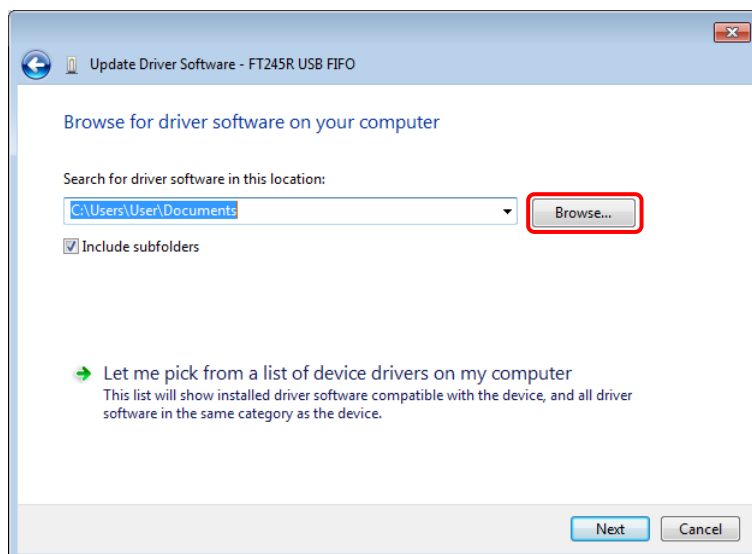 Update Driver Software - FT245R USB FIFO
Browse for driver software on your computer
Search for driver software in this location:
C:\Users\User\Documents
Browse...
Include subfolders
Let me pick from a list of device drivers on my computer
This list will show installed driver software compatible with the device, and all driver
software in the same category as the device.
Next
Cancel